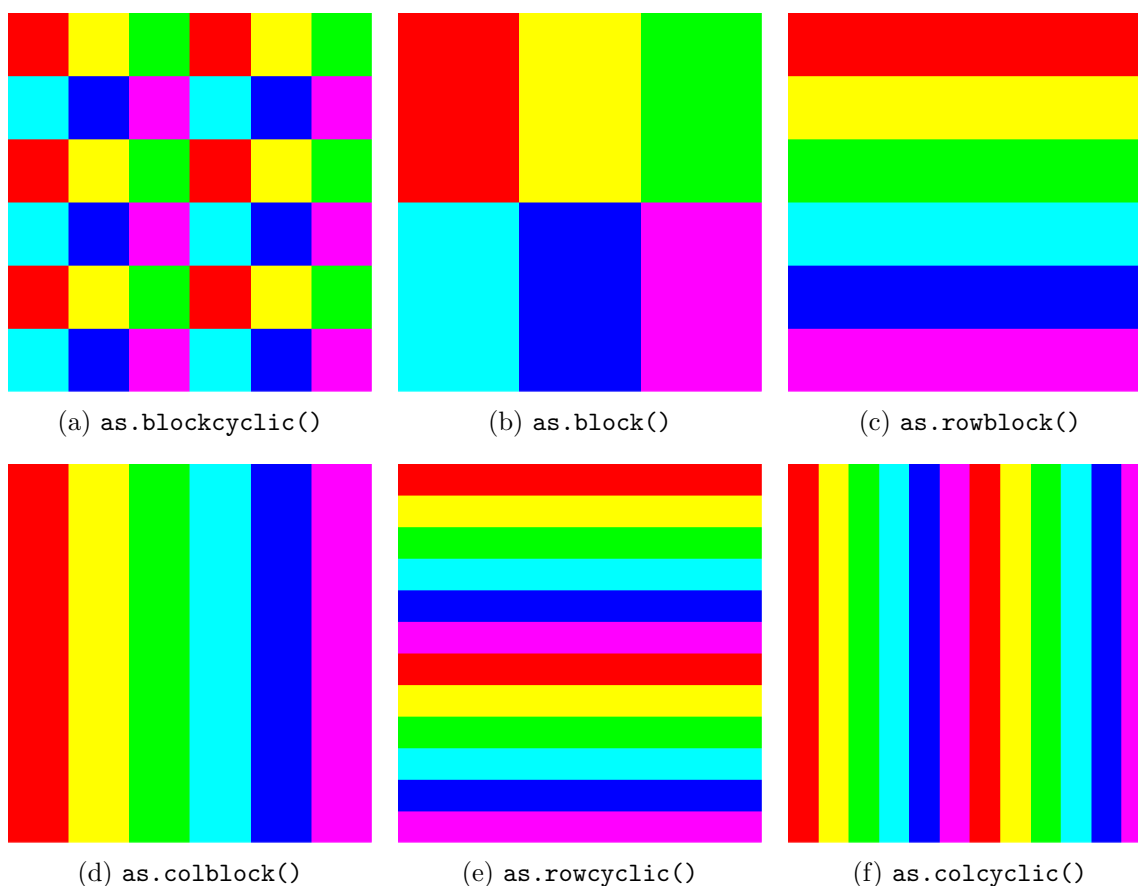 (a) as.blockcyclic()
(b) as.block()
(c) as.rowblock()
(d) as.colblock()
(e) as.rowcyclic()
(f) as.colcyclic()